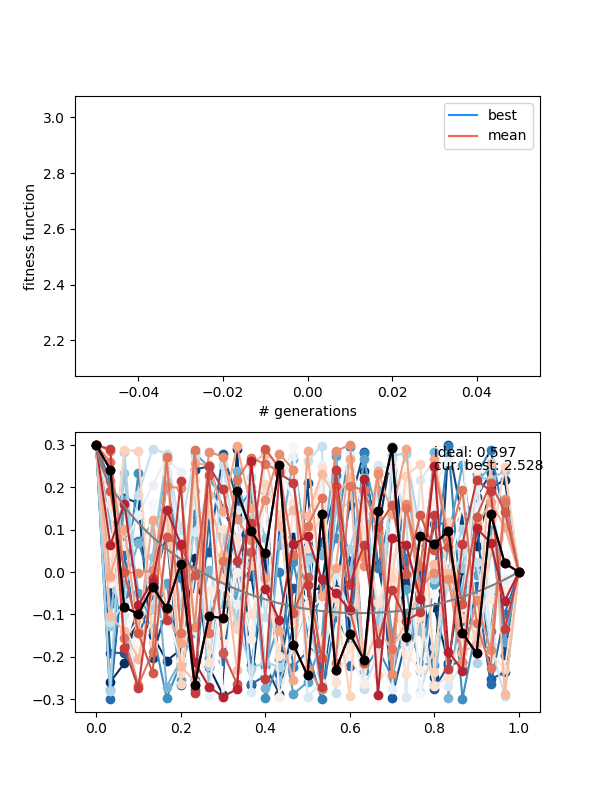 3.0
2.8
2.6
2.4
2.2
fitness function
best
mean
−0.04 −0.02 0.00 0.02 0.04
# generations
0.3
0.2
0.1
0.0
−0.1
−0.2
−0.3
ideal: 0.597
cur. best: 2.528
0.0 0.2 0.4 0.6 0.8 1.0